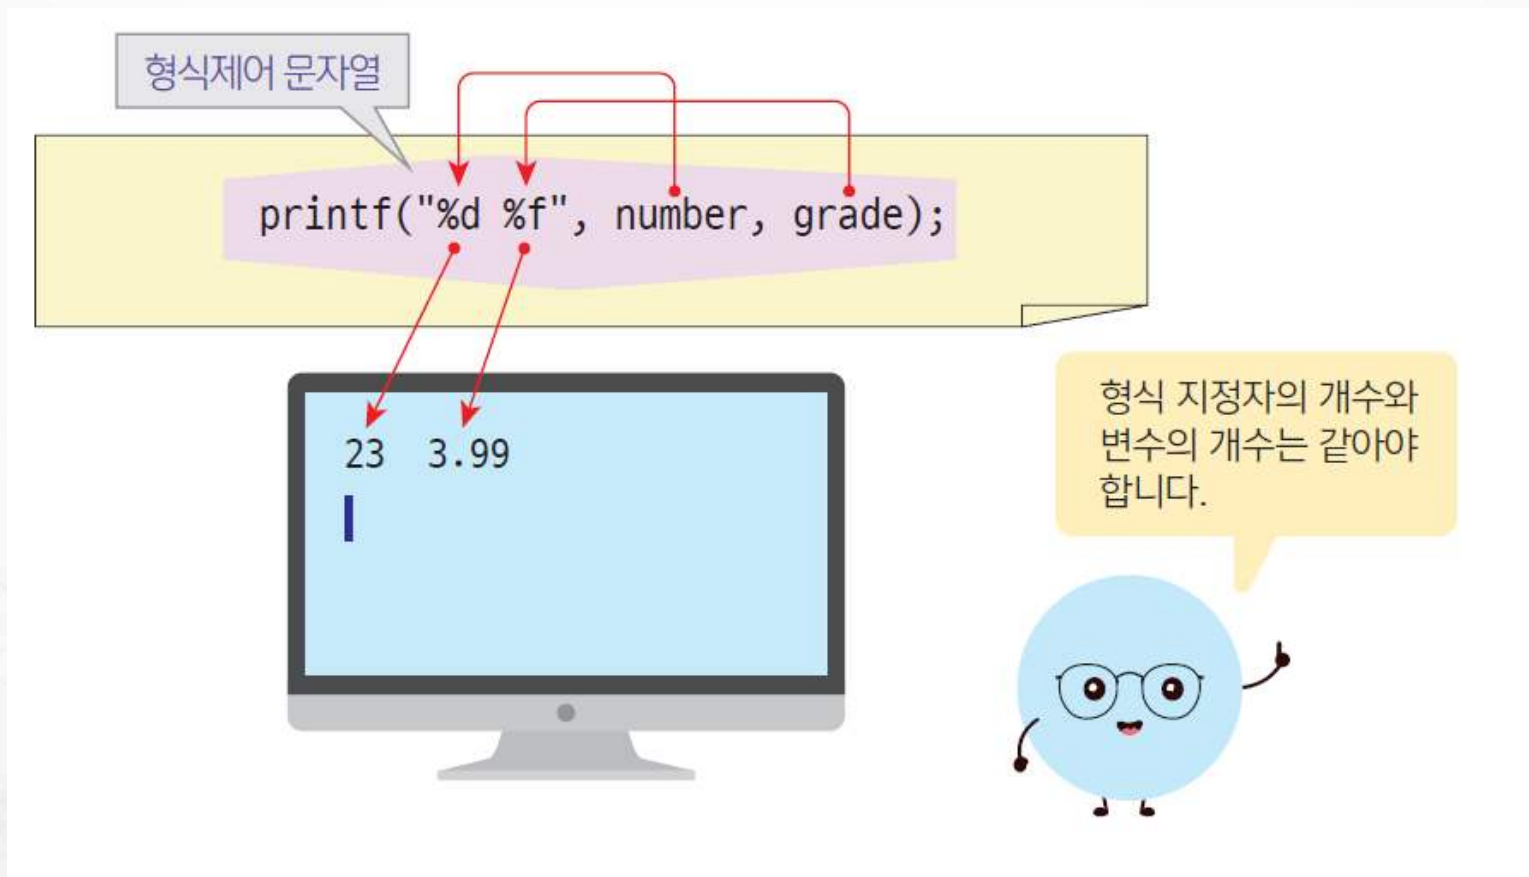 형식제어 문자열
printf("%d %f", number, grade);
23 3.99
형식 지정자의 개수와
변수의 개수는 같아야
합니다.